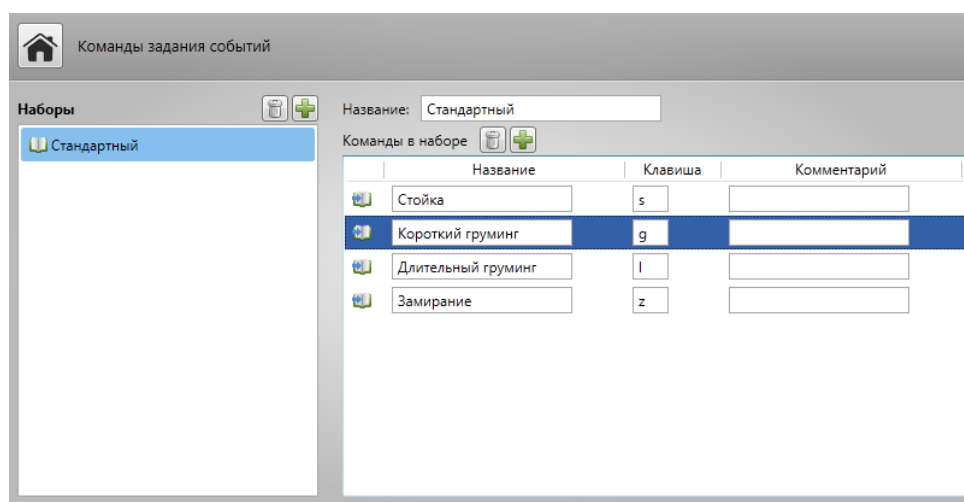 Команды задания событий
Наборы
Стандартный
Название: Стандартный
Команды в наборе
Название Клавиша Комментарий
Стойка s
Короткий груминг g
Длительный груминг l
Замирание z